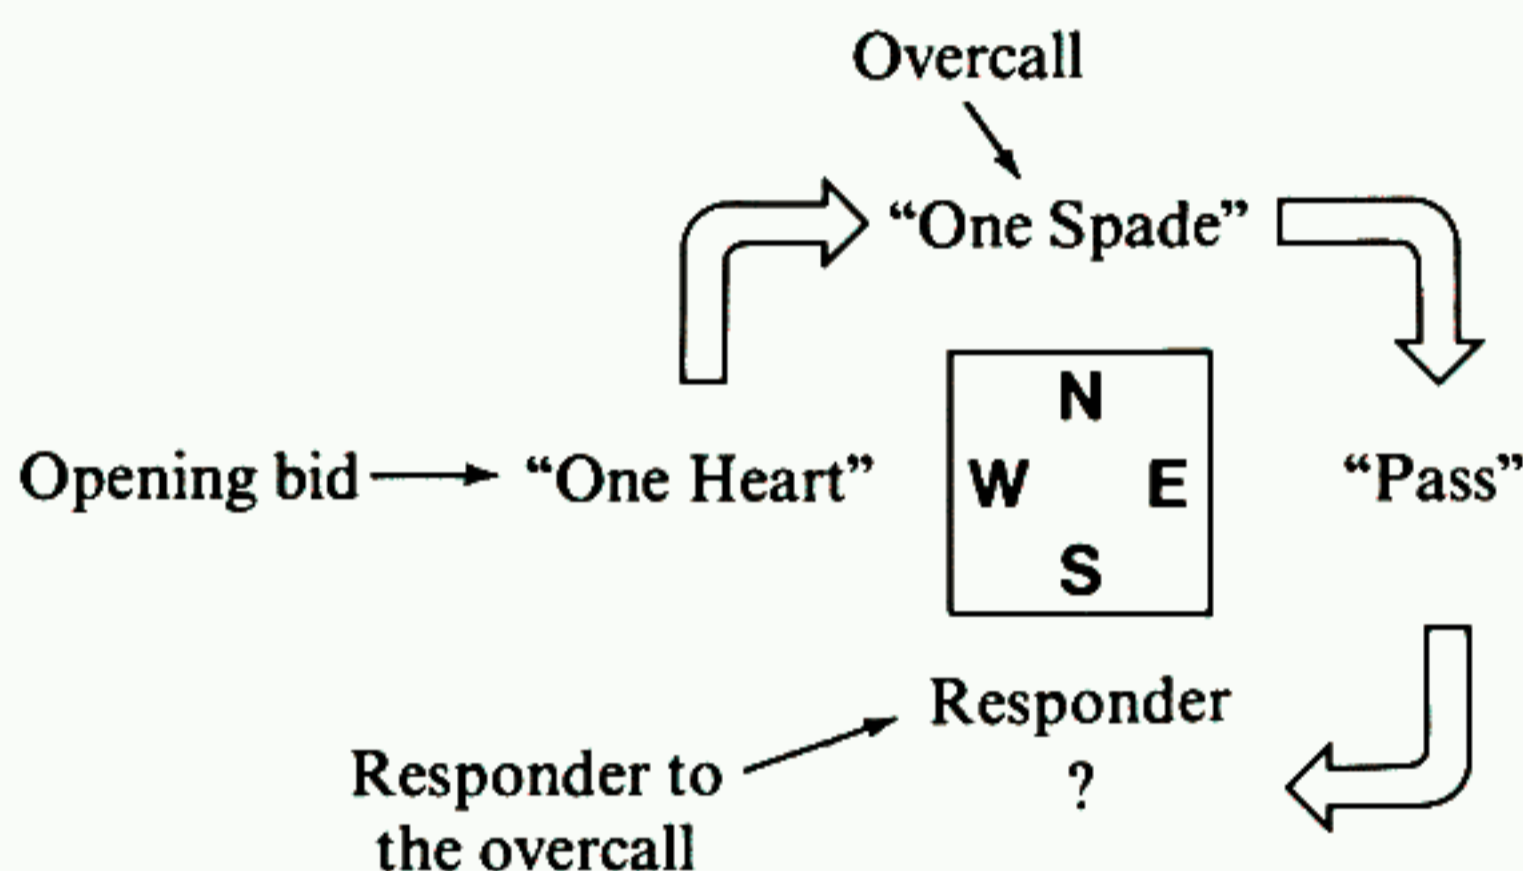 Overcall
“One Spade”
N
Opening bid
“One Heart”
W
E
“Pass”
S
Responder
Responder to
the overcall
?